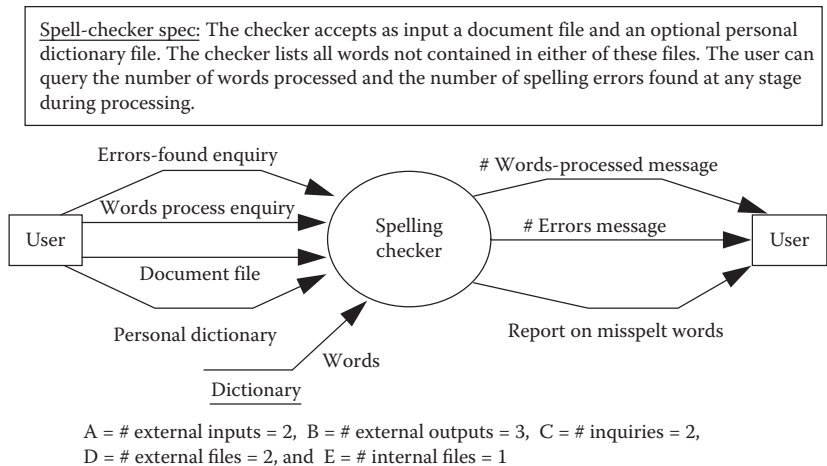 Spell-checker spec: The checker accepts as input a document file and an optional personal
dictionary file. The checker lists all words not contained in either of these files. The user can
query the number of words processed and the number of spelling errors found at any stage
during processing.
Errors-found enquiry
# Words-processed message
Words process enquiry
User
Spelling
checker
# Errors message
User
Document file
Personal dictionary
Report on misspelt words
Words
Dictionary
A = # external inputs = 2, B = # external outputs = 3, C = # inquiries = 2,
D = # external files = 2, and E = # internal files = 1